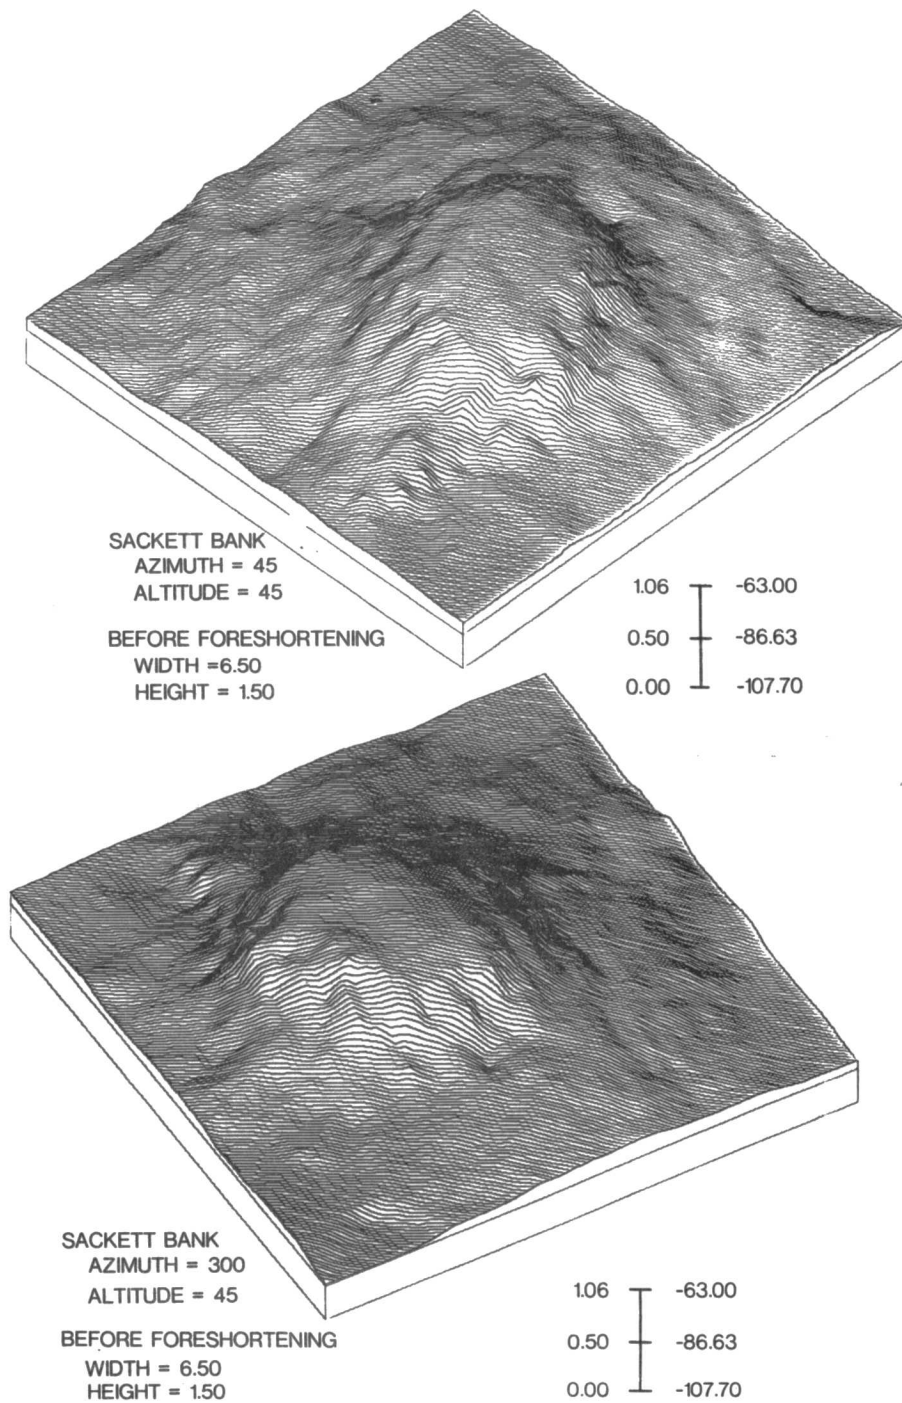 SACKETT BANK
AZIMUTH = 45
ALTITUDE = 45
BEFORE FORESHORTENING
WIDTH =6.50
HEIGHT = 1.50
1.06 -63.00
0.50 -86.63
0.00 -107.70
SACKETT BANK
AZIMUTH = 300
ALTITUDE = 45
BEFORE FORESHORTENING
WIDTH = 6.50
HEIGHT = 1.50
1.06 -63.00
0.50 -86.63
0.00 -107.70